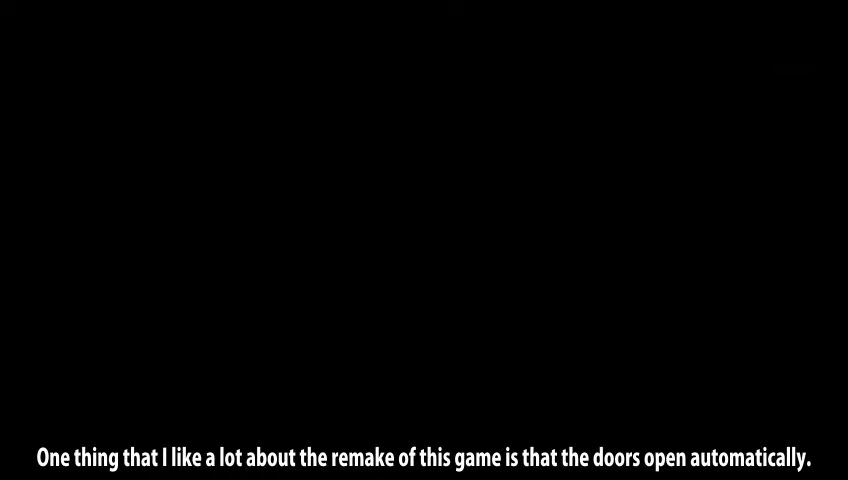 One thing that I like a lot about the remake of this game is that the doors open automatically.